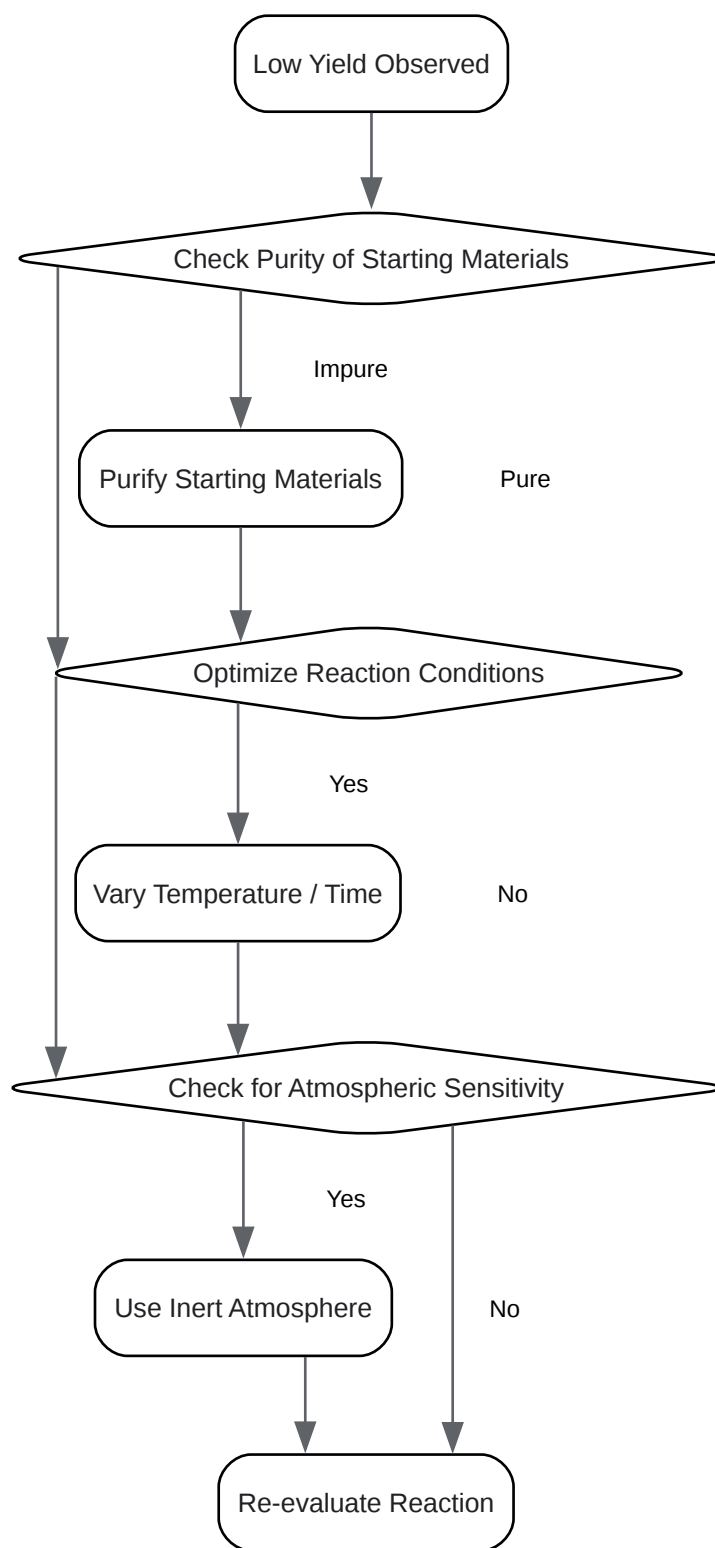 Low Yield Observed
Check Purity of Starting Materials
Impure
Purify Starting Materials
Pure
Optimize Reaction Conditions
Yes
Vary Temperature / Time
No
Check for Atmospheric Sensitivity
Yes
Use Inert Atmosphere
No
Re-evaluate Reaction